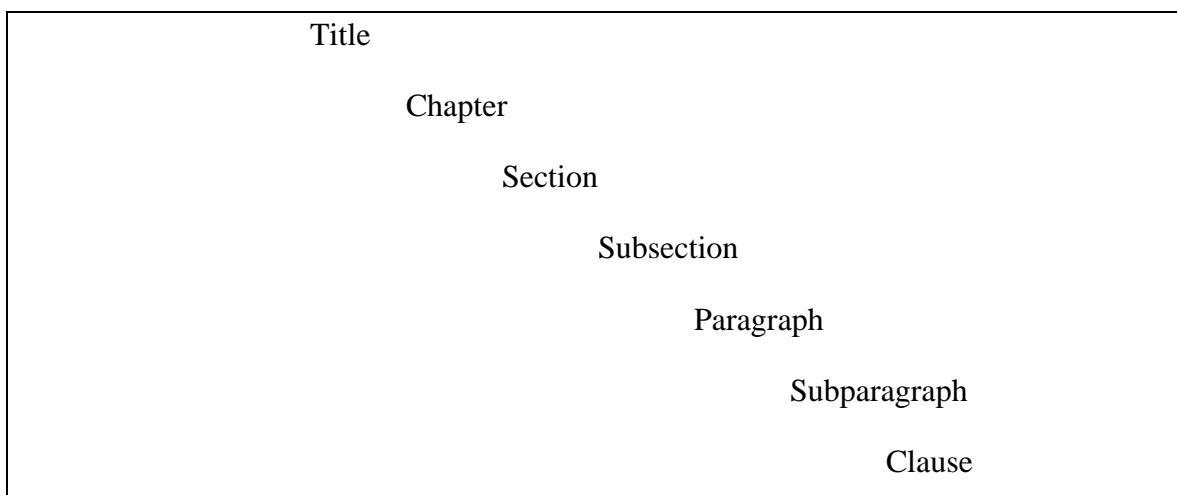 Title
Chapter
Section
Subsection
Paragraph
Subparagraph
Clause